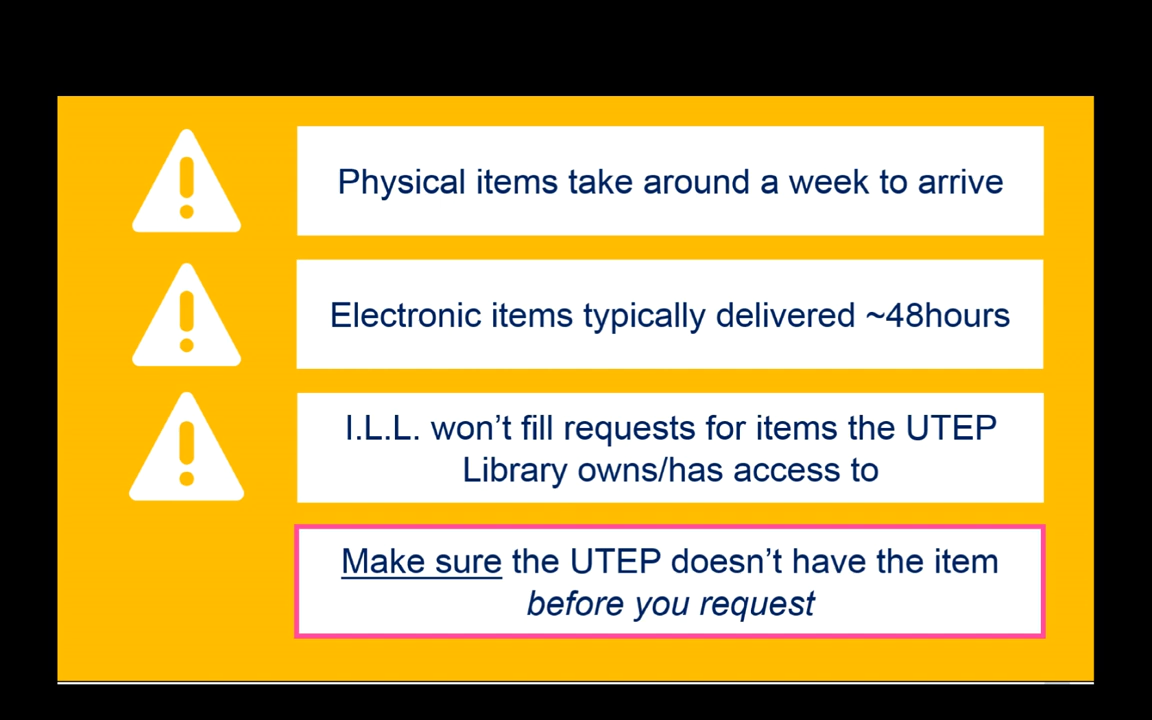 Physical items take around a week to arrive
Electronic items typically delivered ~48hours
I.L.L. won't fill requests for items the UTEP
Library owns/has access to
Make sure the UTEP doesn't have the item
before you request